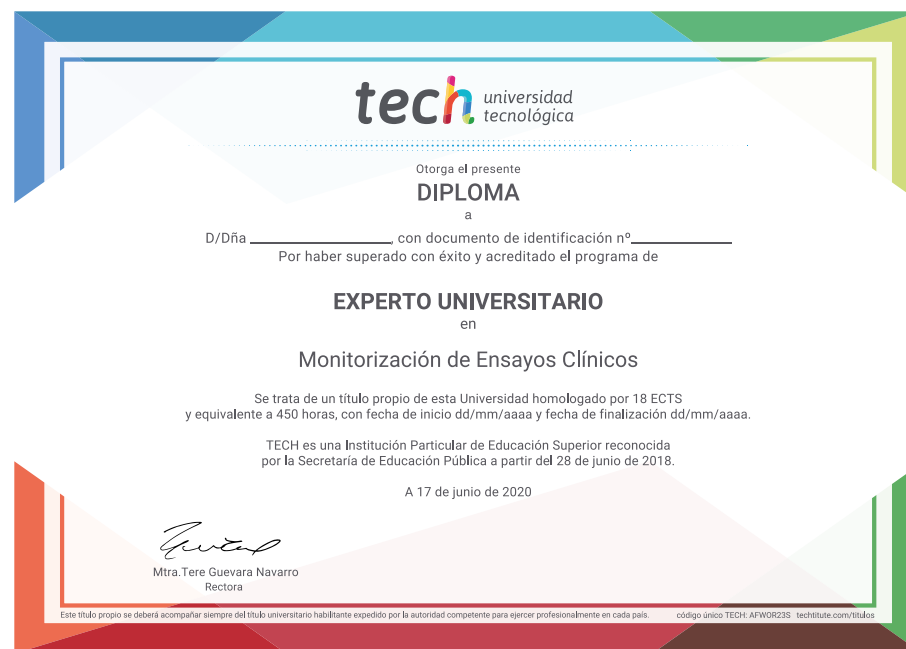 tech universidad
tecnológica
Otorga el presente
DIPLOMA
a
D/Dña ________________, con documento de identificación nº____________
Por haber superado con éxito y acreditado el programa de
EXPERTO UNIVERSITARIO
en
Monitorización de Ensayos Clínicos
Se trata de un título propio de esta Universidad homologado por 18 ECTS
y equivalente a 450 horas, con fecha de inicio dd/mm/aaaa y fecha de finalización dd/mm/aaaa.
TECH es una Institución Particular de Educación Superior reconocida
por la Secretaría de Educación Pública a partir del 28 de junio de 2018.
A 17 de junio de 2020
Mtra.Tere Guevara Navarro
Rectora
Este título propio se deberá acompañar siempre del título universitario habilitante expedido por la autoridad competente para ejercer profesionalmente en cada país. código único TECH: AFWOR23S techtitute.com/titulos